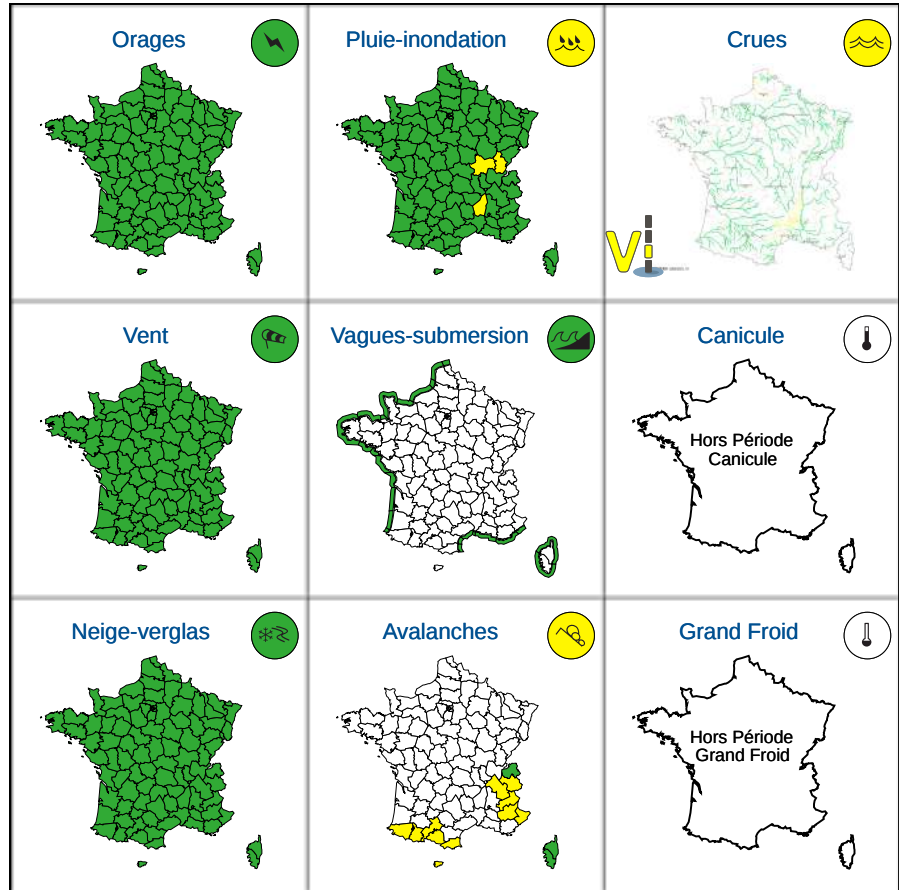 Orages
Pluie-inondation
Crues
Vent
Vagues-submersion
Canicule
Hors Période
Canicule
Neige-verglas
Avalanches
Grand Froid
Hors Période
Grand Froid